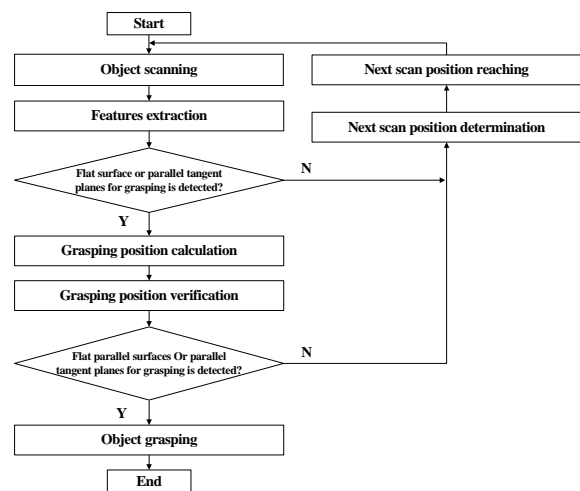 Start
Object scanning
Next scan position reaching
Features extraction
Next scan position determination
Flat surface or parallel tangent
planes for grasping is detected?
N
Y
Grasping position calculation
Grasping position verification
Flat parallel surfaces Or parallel
tangent planes for grasping is detected?
N
Y
Object grasping
End